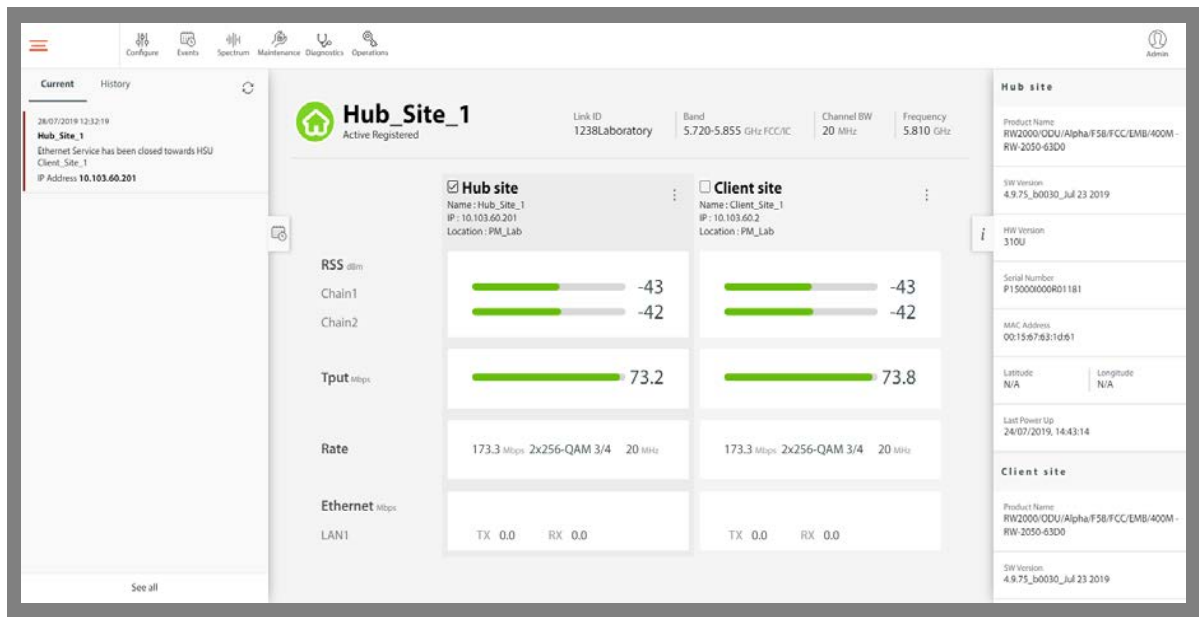 Configure Events Spectrum Maintenance Diagnostics Operations
Admin
Current History
28/07/2019 12:32:19
Hub_Site_1
Ethernet Service has been closed towards HSU
Client_Site_1
IP Address 10.103.60.201
See all
Hub_Site_1
Active Registered
Link ID
1238Laboratory
Band
5.720-5.855 GHz FCC/IC
Channel BW
20 MHz
Frequency
5.810 GHz
Hub site
Name : Hub_Site_1
IP : 10.103.60.201
Location : PM_Lab
Client site
Name : Client_Site_1
IP : 10.103.60.2
Location : PM_Lab
RSS dBm
Chain1 -43 -43
Chain2 -42 -42
Tput Mbps 73.2 73.8
Rate 173.3 Mbps 2x256-QAM 3/4 20 MHz 173.3 Mbps 2x256-QAM 3/4 20 MHz
Ethernet Mbps
LAN1 TX 0.0 RX 0.0 TX 0.0 RX 0.0
i
Hub site
Product Name
RW2000/ODU/Alpha/F58/FCC/EMB/400M -
RW-2050-63D0
SW Version
4.9.75_b0030_Jul 23 2019
HW Version
310U
Serial Number
P15000I000R01181
MAC Address
00:15:67:63:1d:61
Latitude Longitude
N/A N/A
Last Power Up
24/07/2019, 14:43:14
Client site
Product Name
RW2000/ODU/Alpha/F58/FCC/EMB/400M -
RW-2050-63D0
SW Version
4.9.75_b0030_Jul 23 2019